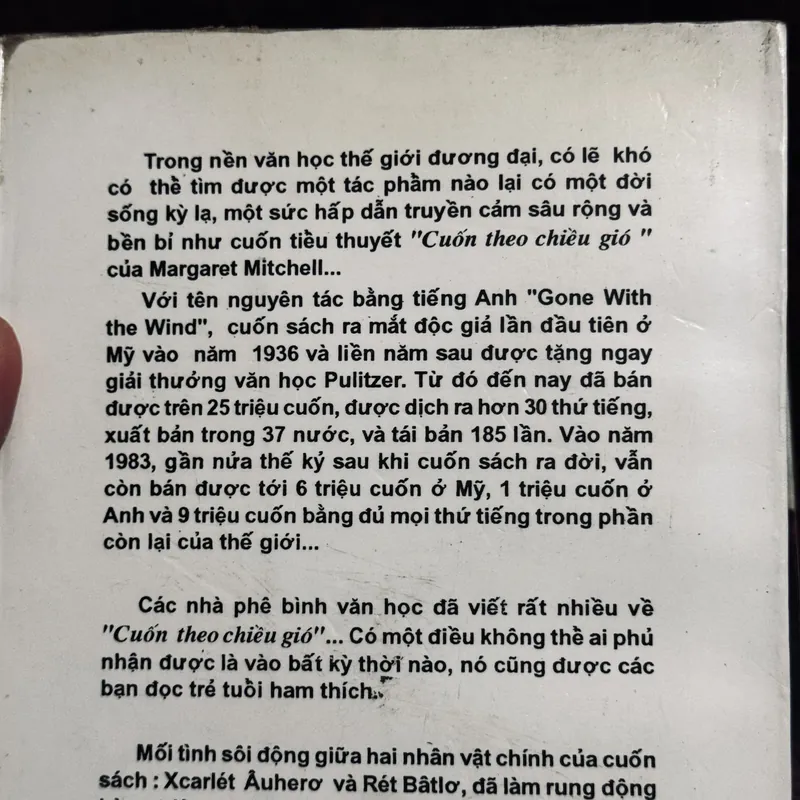 Trong nền văn học thế giới đương đại, có lẽ khó
có thể tìm được một tác phẩm nào lại có một đời
sống kỳ lạ, một sức hấp dẫn truyền cảm sâu rộng và
bền bỉ như cuốn tiểu thuyết "Cuốn theo chiều gió "
của Margaret Mitchell...
Với tên nguyên tác bằng tiếng Anh "Gone With
the Wind", cuốn sách ra mắt độc giả lần đầu tiên ở
Mỹ vào năm 1936 và liền năm sau được tặng ngay
giải thưởng văn học Pulitzer. Từ đó đến nay đã bán
được trên 25 triệu cuốn, được dịch ra hơn 30 thứ tiếng,
xuất bản trong 37 nước, và tái bản 185 lần. Vào năm
1983, gần nửa thế kỷ sau khi cuốn sách ra đời, vẫn
còn bán được tới 6 triệu cuốn ở Mỹ, 1 triệu cuốn ở
Anh và 9 triệu cuốn bằng đủ mọi thứ tiếng trong phần
còn lại của thế giới...
Các nhà phê bình văn học đã viết rất nhiều về
"Cuốn theo chiều gió"... Có một điều không thể ai phủ
nhận được là vào bất kỳ thời nào, nó cũng được các
bạn đọc trẻ tuổi ham thích.
Mối tình sôi động giữa hai nhân vật chính của cuốn
sách : Xcarlét Âuherơ và Rét Bâtlơ, đã làm rung động